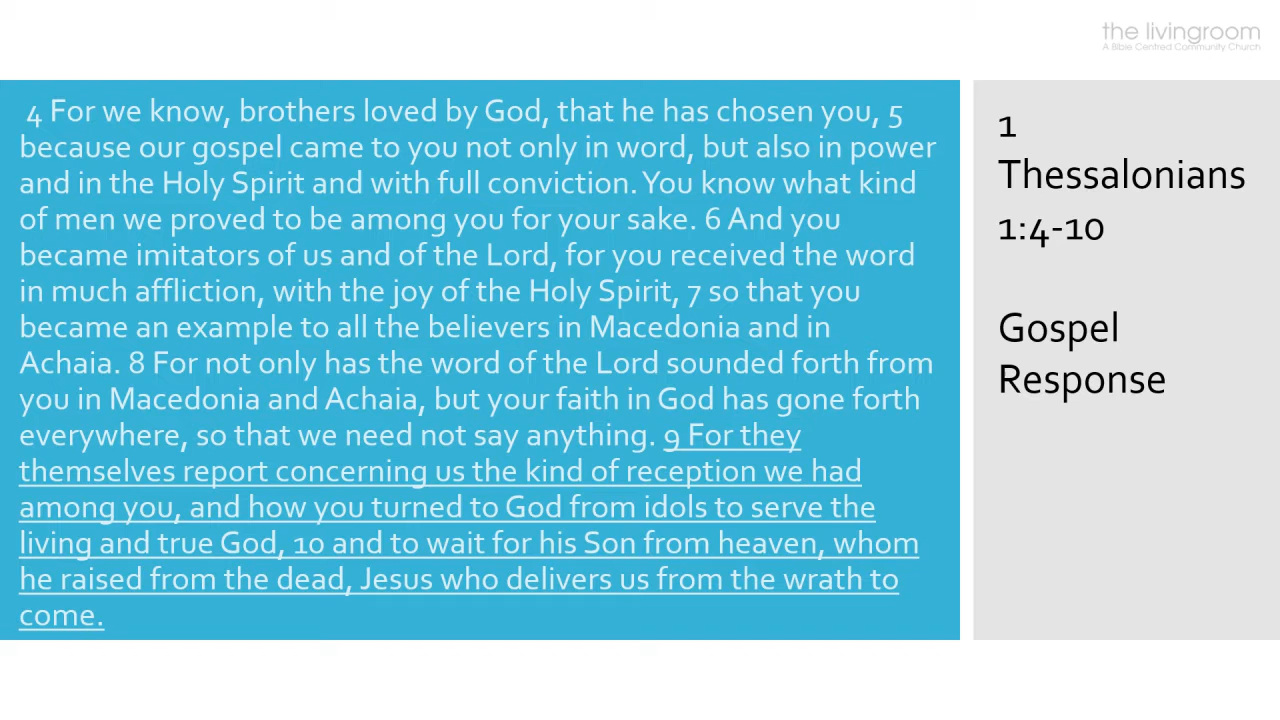 the livingroom
A Bible Centred Community Church
4 For we know, brothers loved by God, that he has chosen you, 5
because our gospel came to you not only in word, but also in power
and in the Holy Spirit and with full conviction. You know what kind
of men we proved to be among you for your sake. 6 And you
became imitators of us and of the Lord, for you received the word
in much affliction, with the joy of the Holy Spirit, 7 so that you
became an example to all the believers in Macedonia and in
Achaia. 8 For not only has the word of the Lord sounded forth from
you in Macedonia and Achaia, but your faith in God has gone forth
everywhere, so that we need not say anything. 9 For they
themselves report concerning us the kind of reception we had
among you, and how you turned to God from idols to serve the
living and true God, 10 and to wait for his Son from heaven, whom
he raised from the dead, Jesus who delivers us from the wrath to
come.
1
Thessalonians
1:4-10
Gospel
Response